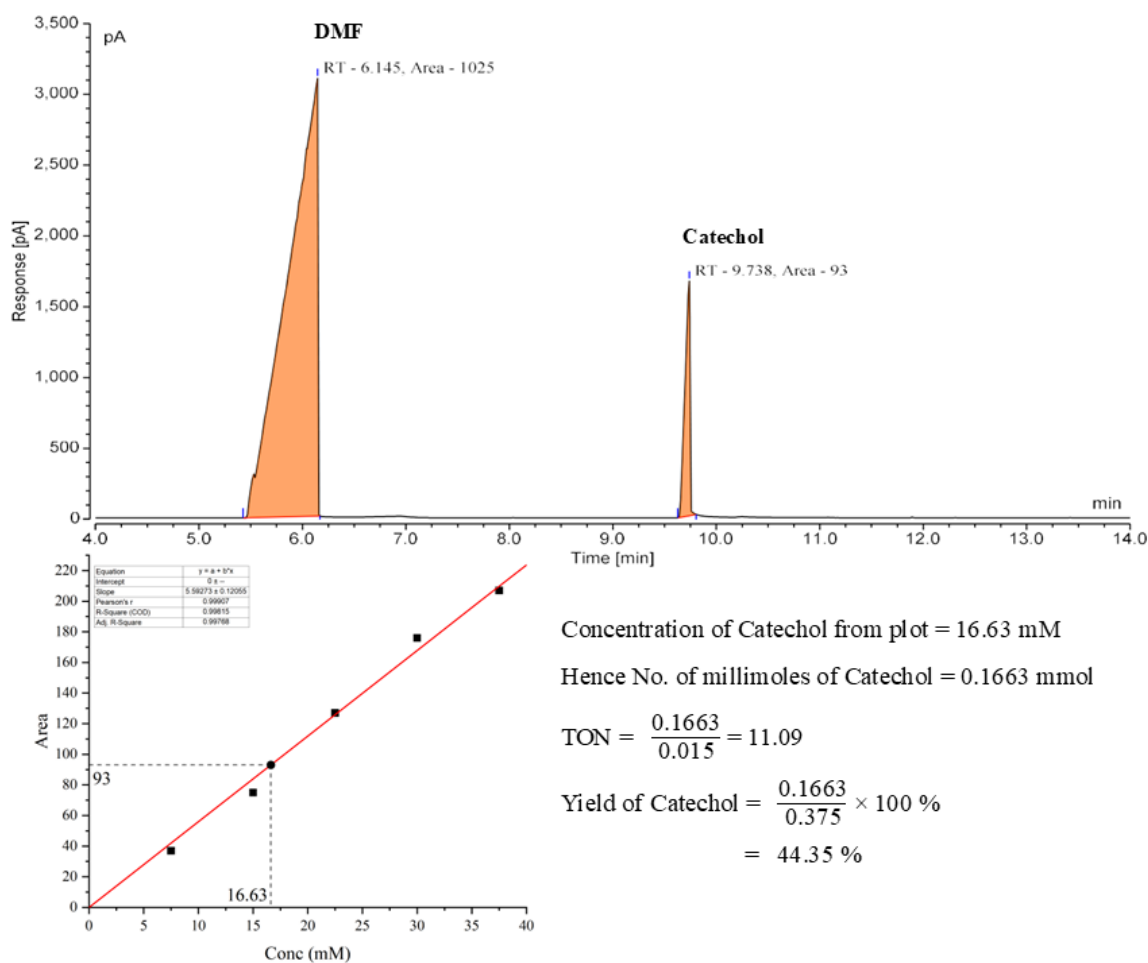 3,500
pA
DMF
RT - 6.145, Area - 1025
3,000
2,500
2,000
Catechol
RT - 9.738, Area - 93
1,500
1,000
500
0
Response [pA]
min
4.0 5.0 6.0 7.0 8.0 9.0 10.0 11.0 12.0 13.0 14.0
Time [min]
Equation y = a + b*x
Intercept 0 ± --
Slope 5.59273 ± 0.12055
Pearson's r 0.99907
R-Square (COD) 0.99815
Adj. R-Square 0.99768
220
200
180
160
140
120
100
80
60
40
20
0
Area
93
16.63
0 5 10 15 20 25 30 35 40
Conc (mM)
Concentration of Catechol from plot = 16.63 mM
Hence No. of millimoles of Catechol = 0.1663 mmol
TON = 0.1663 / 0.015 = 11.09
Yield of Catechol = 0.1663 / 0.375 × 100 %
= 44.35 %